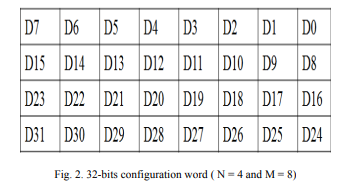 D7 D6 D5 D4 D3 D2 D1 D0
D15 D14 D13 D12 D11 D10 D9 D8
D23 D22 D21 D20 D19 D18 D17 D16
D31 D30 D29 D28 D27 D26 D25 D24
Fig. 2. 32-bits configuration word ( N = 4 and M = 8)